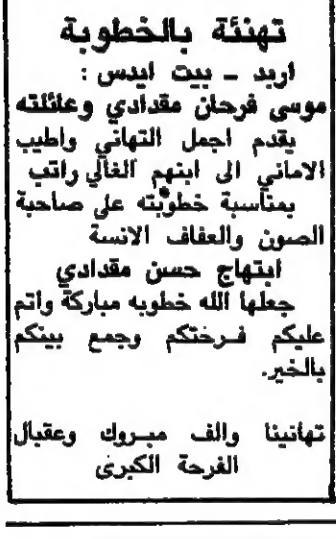 تهنئة بالخطوبة
اربد - بيت ايدس :
موسى فرحان مقدادي وعائلته
يقدم اجمل التهاني واطيب
الاماني الى ابنهم الغالي راتب
بمناسبة خطوبته على صاحبة
الصون والعفاف الانسة
ابتهاج حسن مقدادي
جعلها الله خطوبه مباركة واتم
عليكم فرحتكم وجمع بينكم
بالخير.
تهانينا والف مبروك وعقبال
الفرحة الكبرى